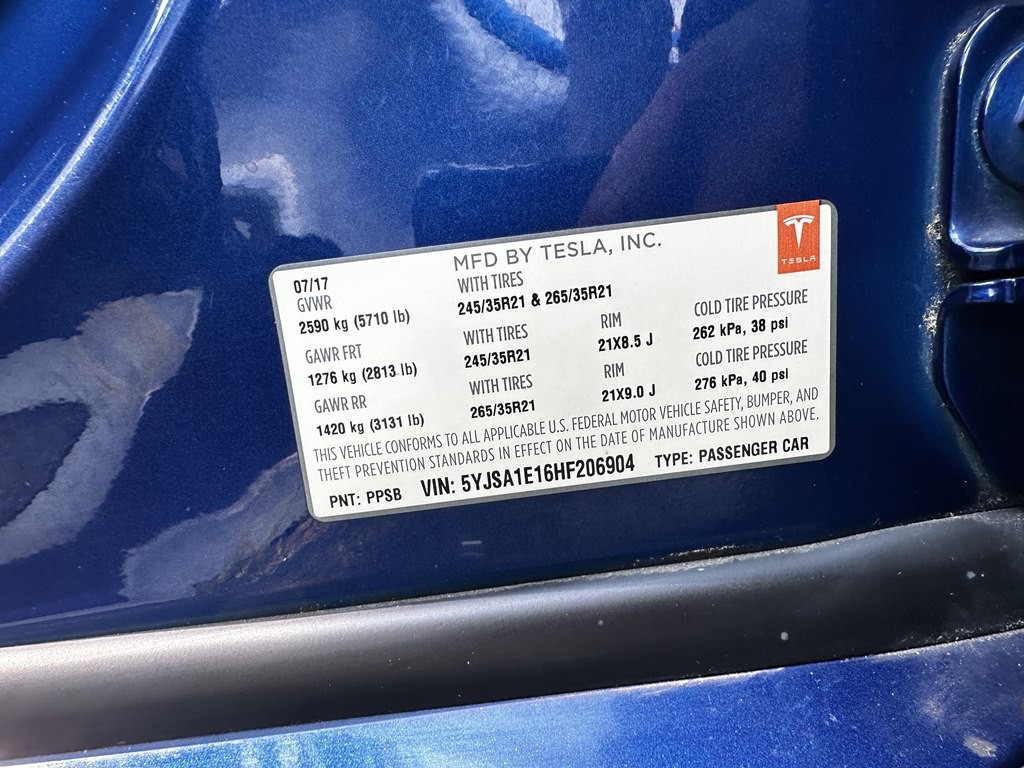 MFD BY TESLA, INC.
TESLA
07/17
GVWR WITH TIRES
2590 kg (5710 lb) 245/35R21 & 265/35R21
GAWR FRT WITH TIRES RIM COLD TIRE PRESSURE
1276 kg (2813 lb) 245/35R21 21X8.5 J 262 kPa, 38 psi
GAWR RR WITH TIRES RIM COLD TIRE PRESSURE
1420 kg (3131 lb) 265/35R21 21X9.0 J 276 kPa, 40 psi
THIS VEHICLE CONFORMS TO ALL APPLICABLE U.S. FEDERAL MOTOR VEHICLE SAFETY, BUMPER, AND
THEFT PREVENTION STANDARDS IN EFFECT ON THE DATE OF MANUFACTURE SHOWN ABOVE.
PNT: PPSB VIN: 5YJSA1E16HF206904 TYPE: PASSENGER CAR